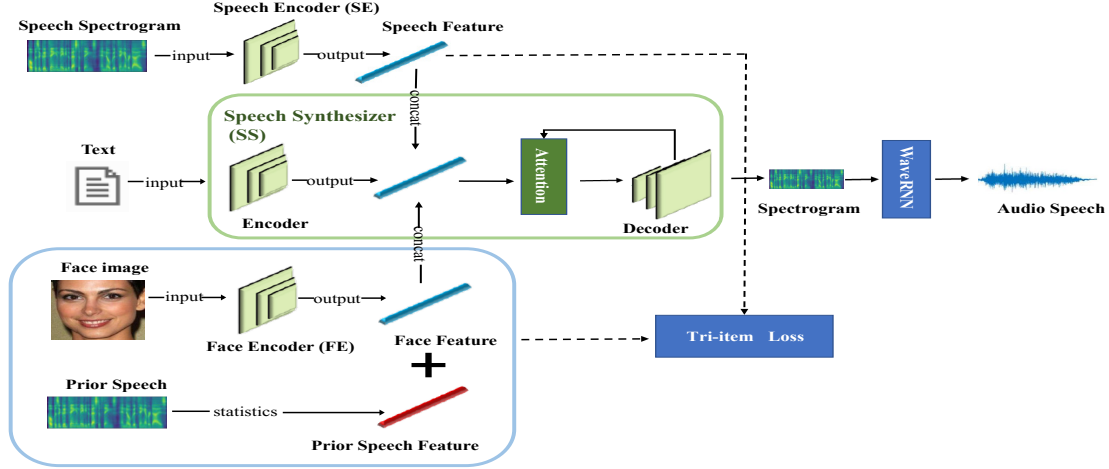 Speech Encoder (SE)
Speech Spectrogram
Speech Feature
input
output
concat
Speech Synthesizer
(SS)
Text
input
output
Attention
Encoder
Decoder
Spectrogram
WaveRNN
Audio Speech
concat
Face image
input
output
Face Encoder (FE)
Face Feature
+
Tri-item Loss
Prior Speech
statistics
Prior Speech Feature